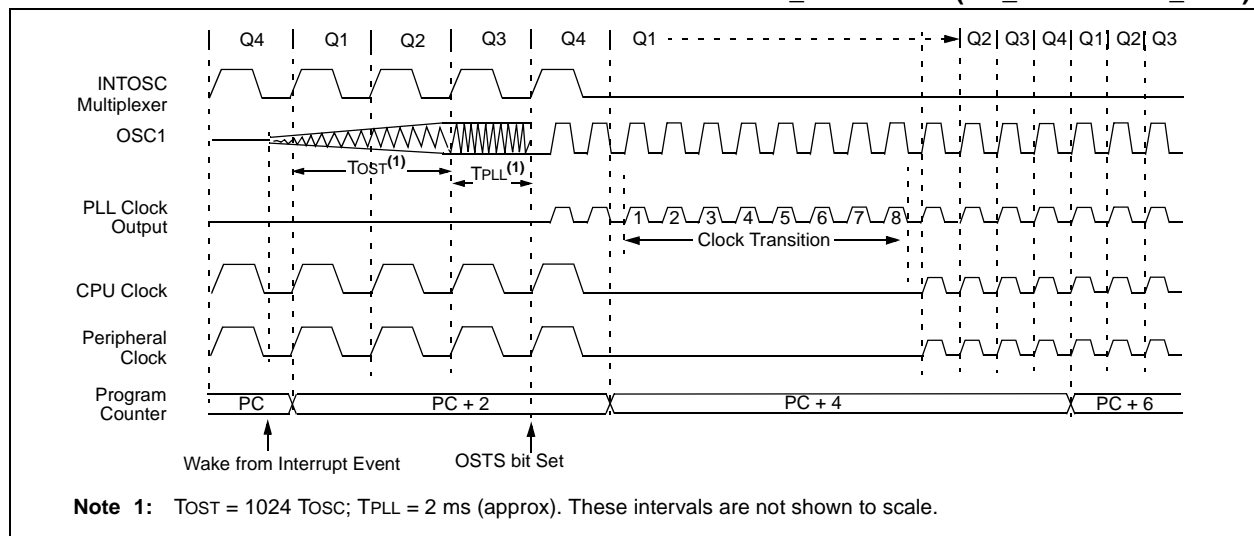 Q4 Q1 Q2 Q3 Q4 Q1 Q2 Q3 Q4 Q1 Q2 Q3
INTOSC
Multiplexer
OSC1
TOST(1)
TPLL(1)
PLL Clock
Output
1 2 3 4 5 6 7 8
Clock Transition
CPU Clock
Peripheral
Clock
Program
Counter
PC PC + 2 PC + 4 PC + 6
Wake from Interrupt Event
OSTS bit Set
Note 1: TOST = 1024 TOSC; TPLL = 2 ms (approx). These intervals are not shown to scale.